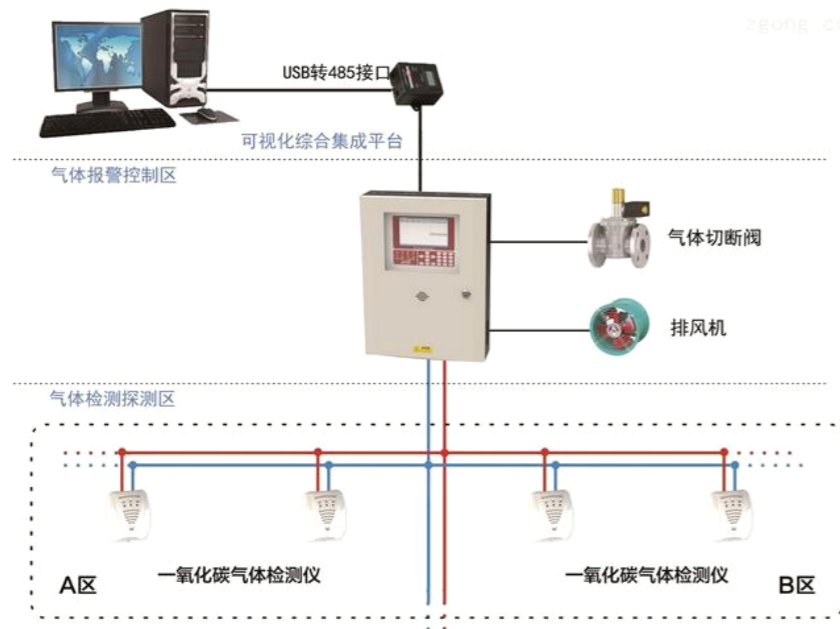 zgong.c
USB转485接口
可视化综合集成平台
气体报警控制区
气体切断阀
排风机
气体检测探测区
一氧化碳气体检测仪
一氧化碳气体检测仪
A区
B区